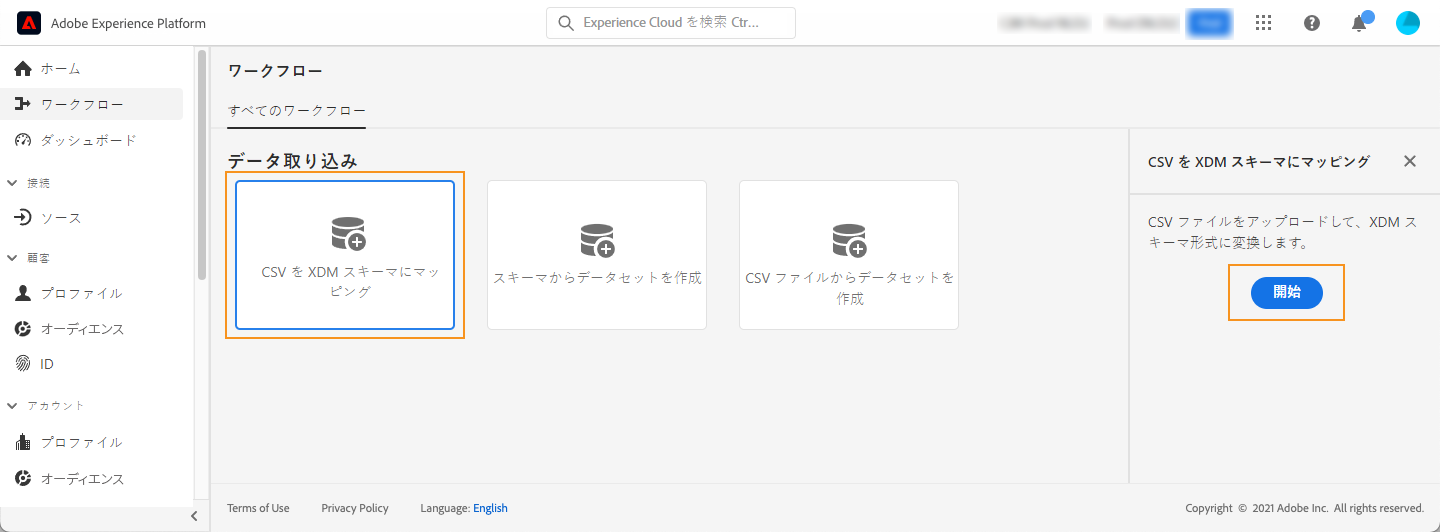 Adobe Experience Platform
Experience Cloud を検索 Ctr...
ホーム
ワークフロー
ダッシュボード
接続
ソース
顧客
プロファイル
オーディエンス
ID
アカウント
プロファイル
オーディエンス
ワークフロー
すべてのワークフロー
データ取り込み
CSV を XDM スキーマにマッ
ピング
スキーマからデータセットを作成
CSV ファイルからデータセットを
作成
CSV を XDM スキーマにマッピング
CSV ファイルをアップロードして、XDM ス
キーマ形式に変換します。
開始
Terms of Use Privacy Policy Language: English
Copyright © 2021 Adobe Inc. All rights reserved.